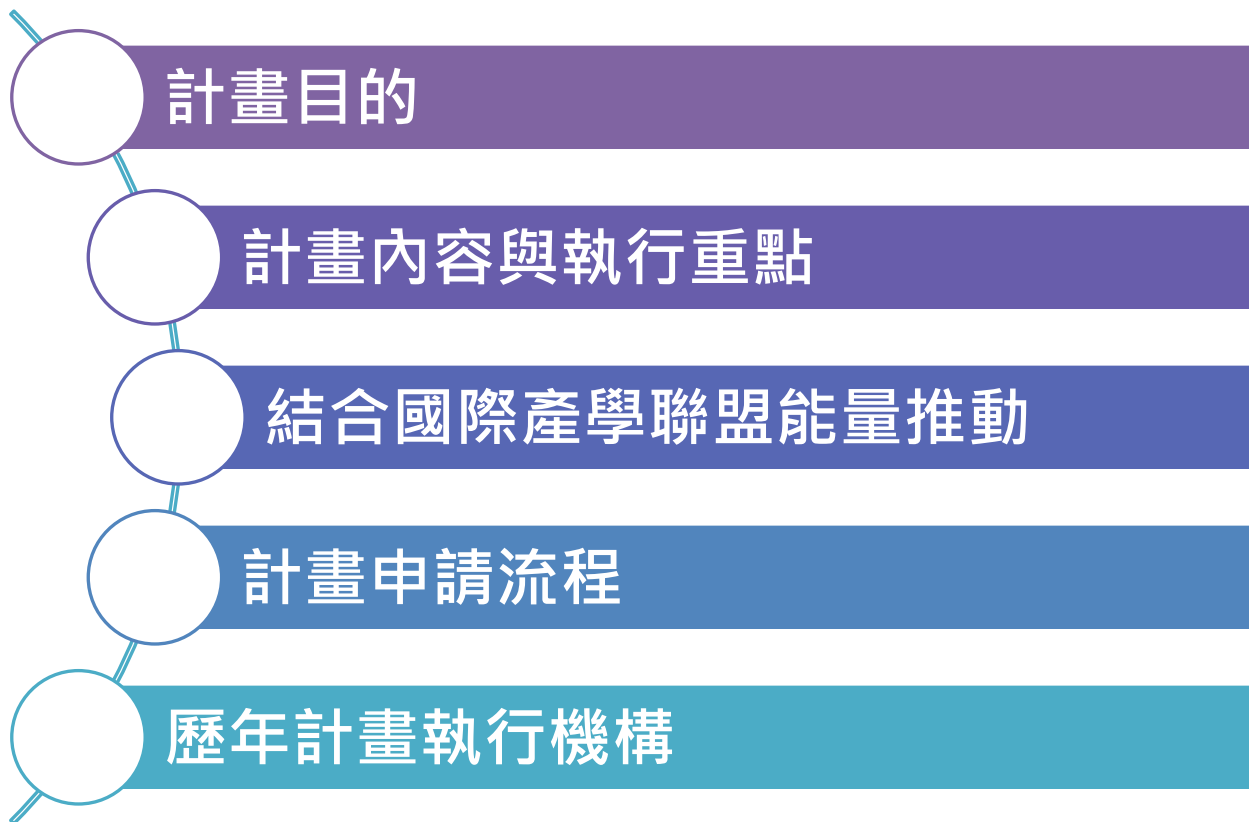 計畫目的
計畫內容與執行重點
結合國際產學聯盟能量推動
計畫申請流程
歷年計畫執行機構